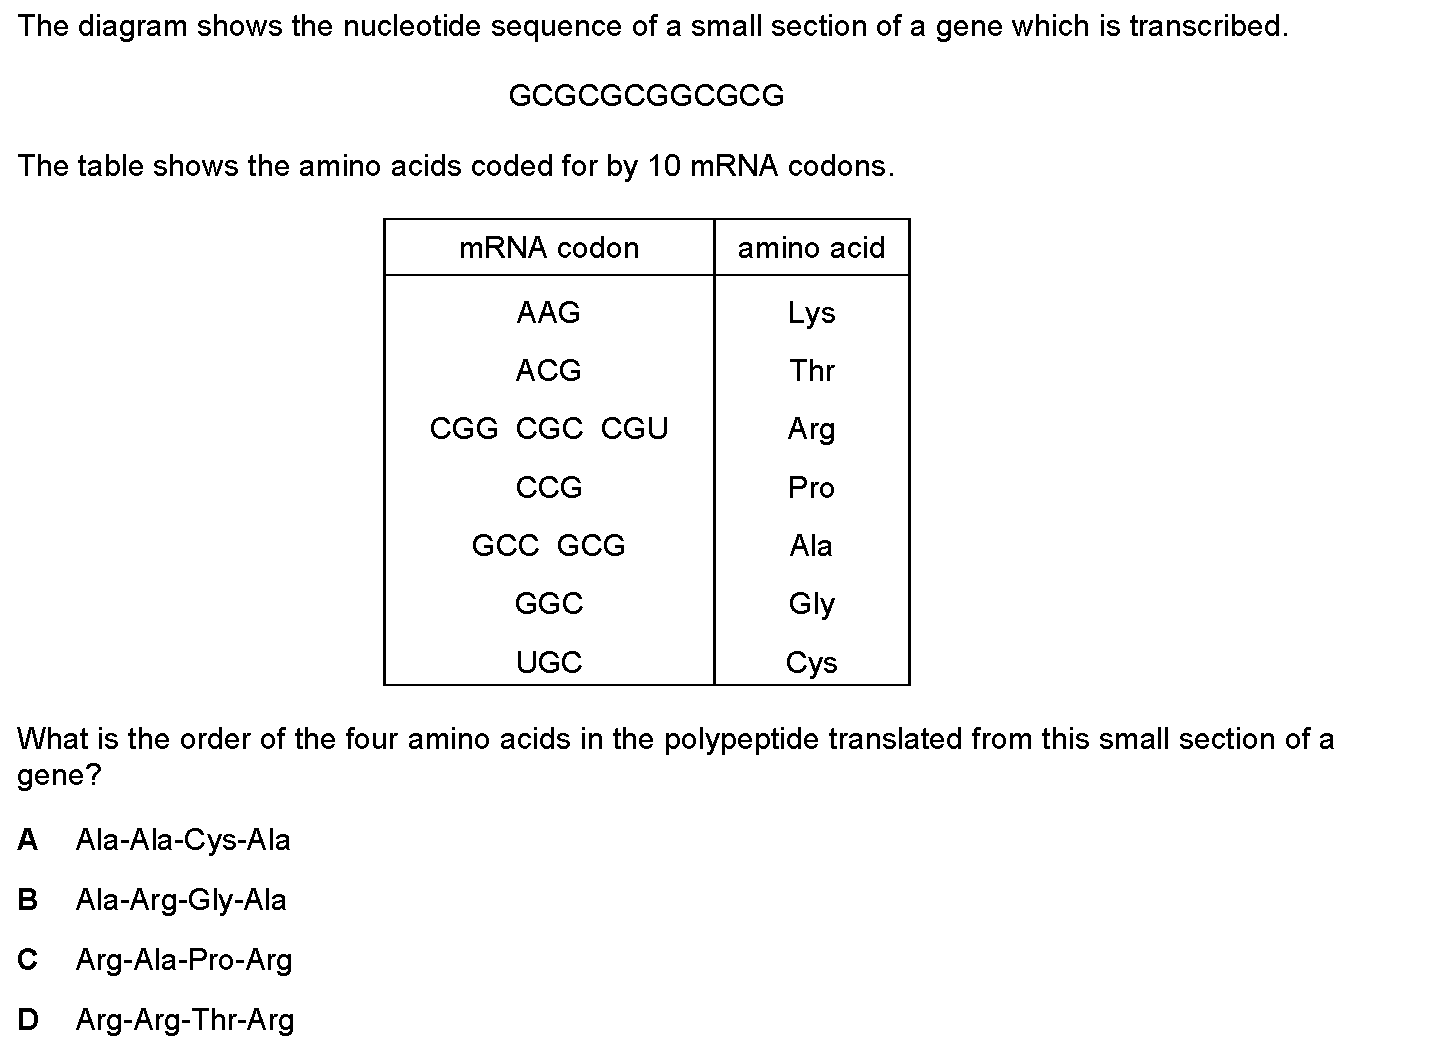 The diagram shows the nucleotide sequence of a small section of a gene which is transcribed.
GCGCGCGGCGCG
The table shows the amino acids coded for by 10 mRNA codons.
mRNA codon amino acid
AAG Lys
ACG Thr
CGG CGC CGU Arg
CCG Pro
GCC GCG Ala
GGC Gly
UGC Cys
What is the order of the four amino acids in the polypeptide translated from this small section of a
gene?
A Ala-Ala-Cys-Ala
B Ala-Arg-Gly-Ala
C Arg-Ala-Pro-Arg
D Arg-Arg-Thr-Arg